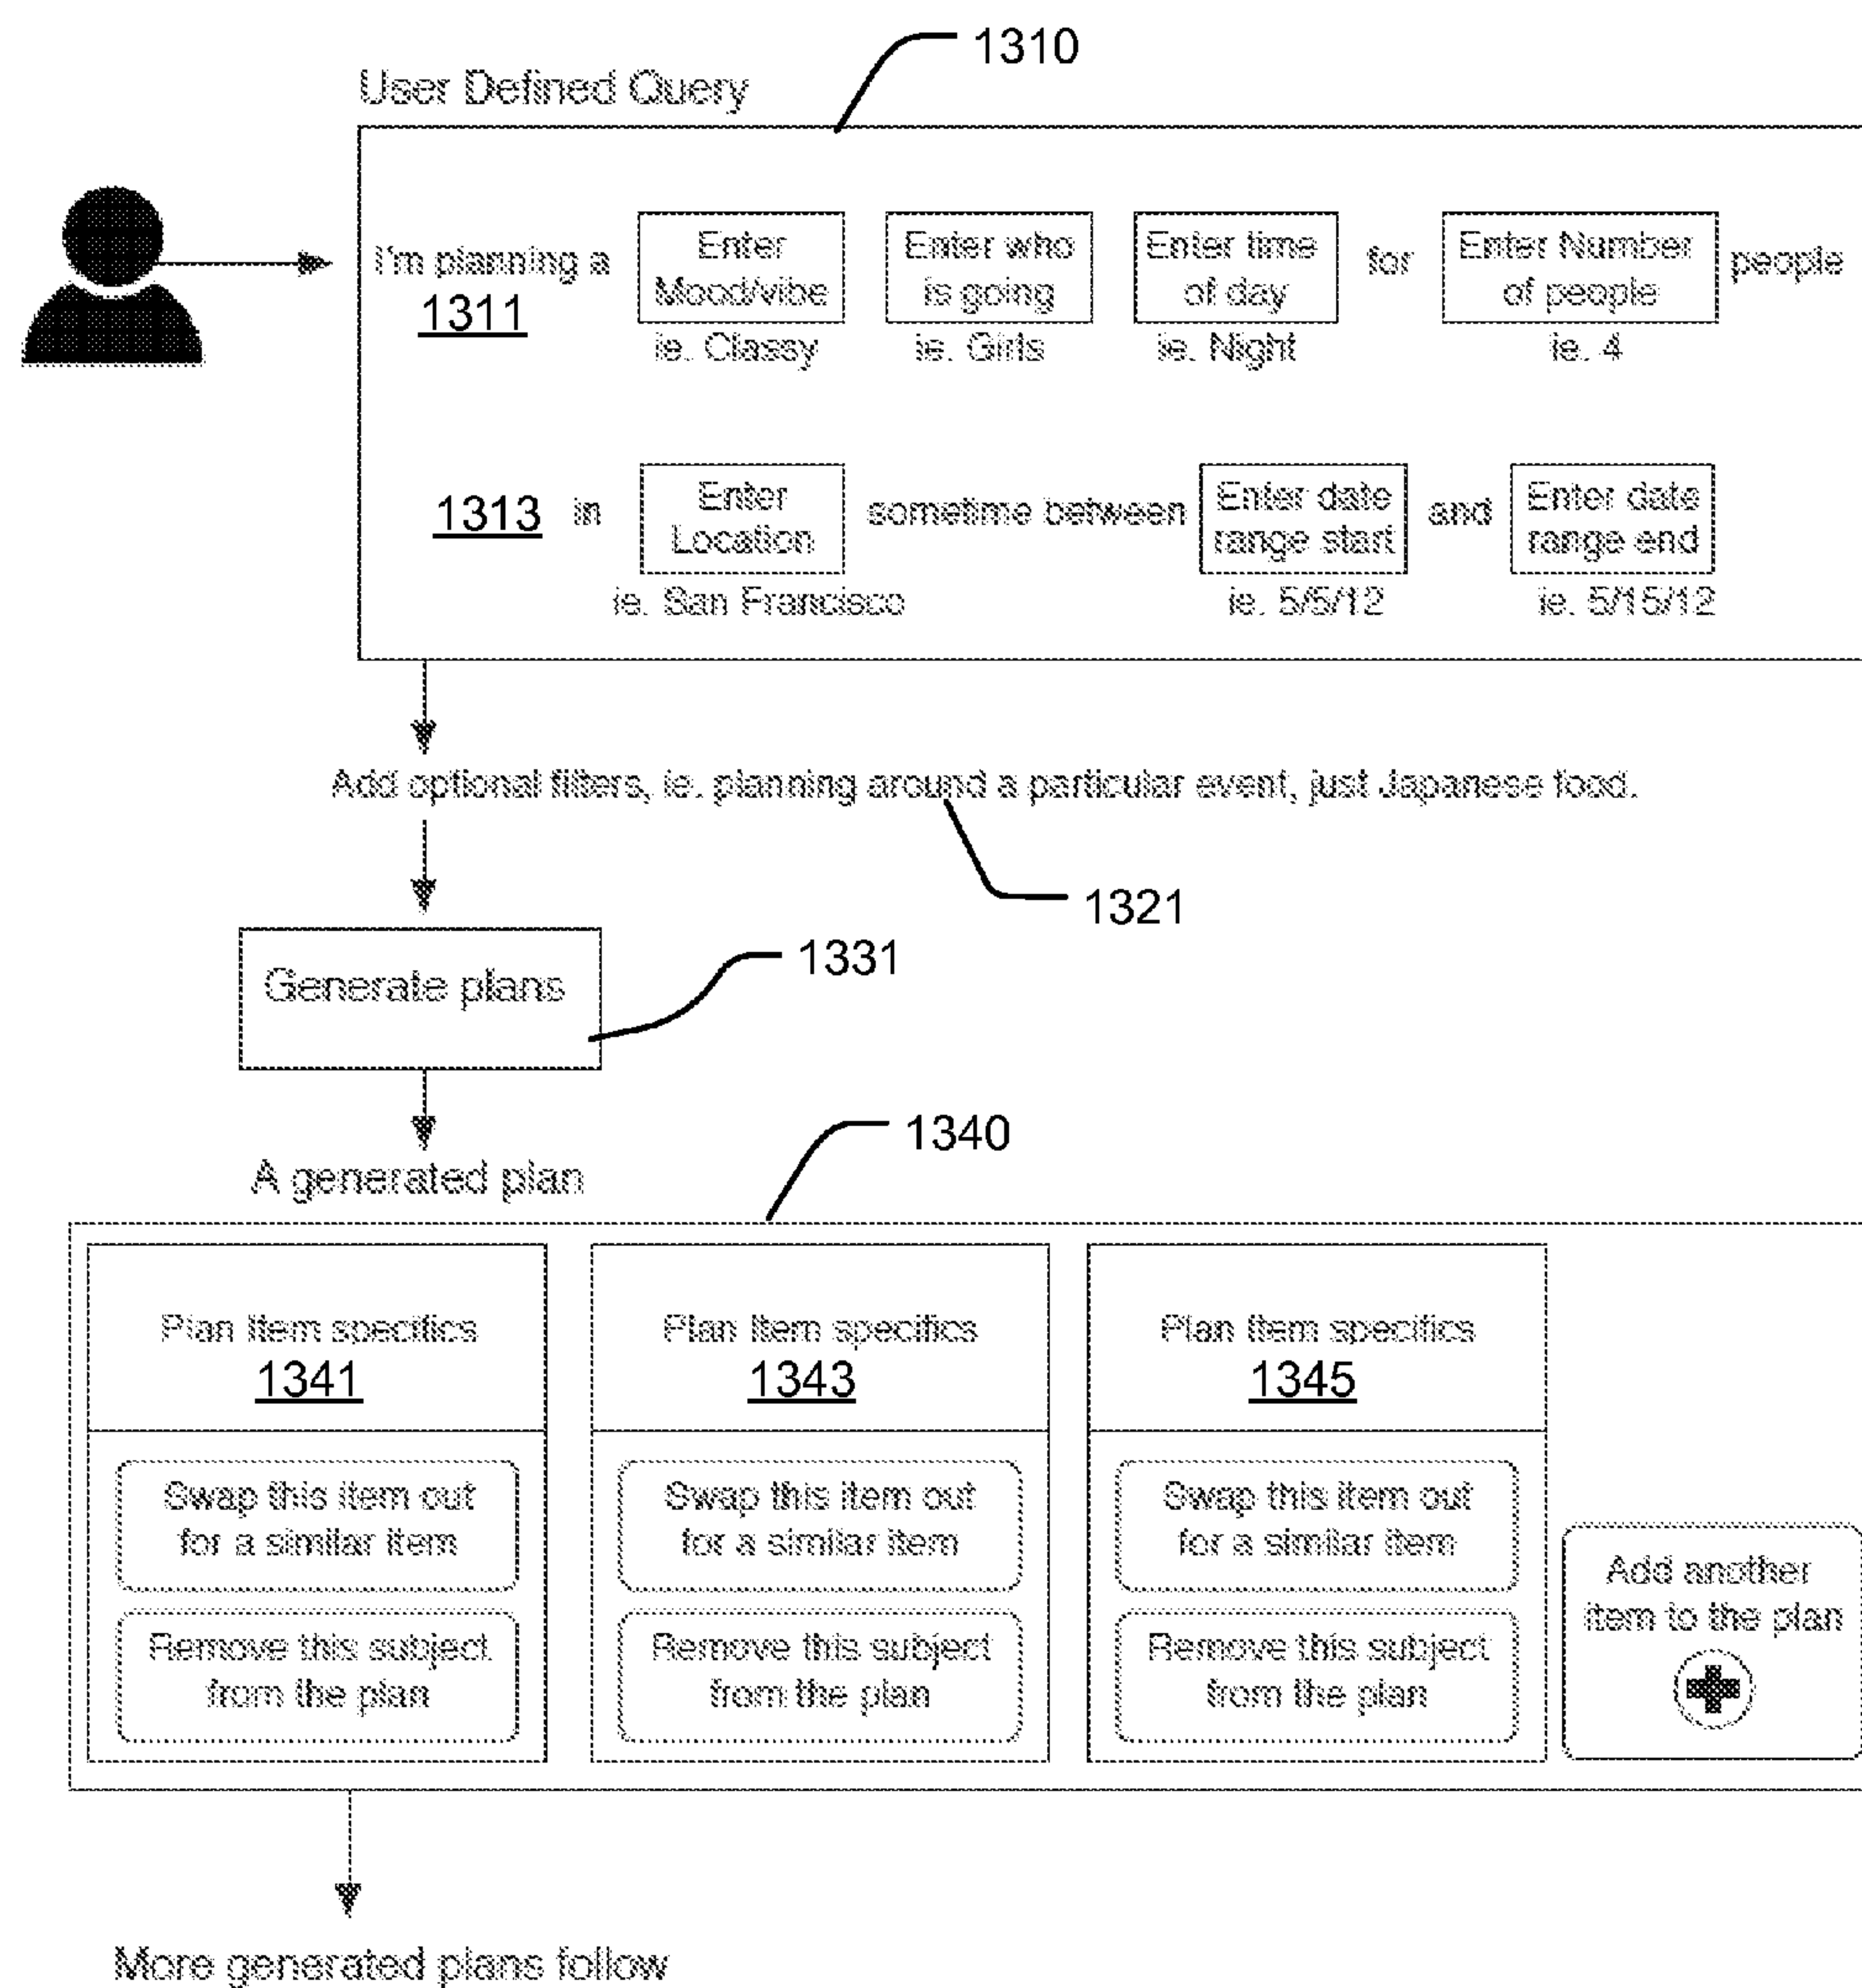 1310
User Defined Query
I'm planning a
1311
Enter
Mood/vibe
ie. Classy
Enter who
is going
ie. Girls
Enter time
of day
ie. Night
for
Enter Number
of people
ie. 4
people
1313 in
Enter
Location
ie. San Francisco
sometime between
Enter date
range start
ie. 5/5/12
and
Enter date
range end
ie. 5/15/12
Add optional filters, ie. planning around a particular event, just Japanese food.
1321
Generate plans
1331
A generated plan
1340
Plan Item specifics
1341
Swap this item out
for a similar item
Remove this subject
from the plan
Plan Item specifics
1343
Swap this item out
for a similar item
Remove this subject
from the plan
Plan Item specifics
1345
Swap this item out
for a similar item
Remove this subject
from the plan
Add another
item to the plan
More generated plans follow